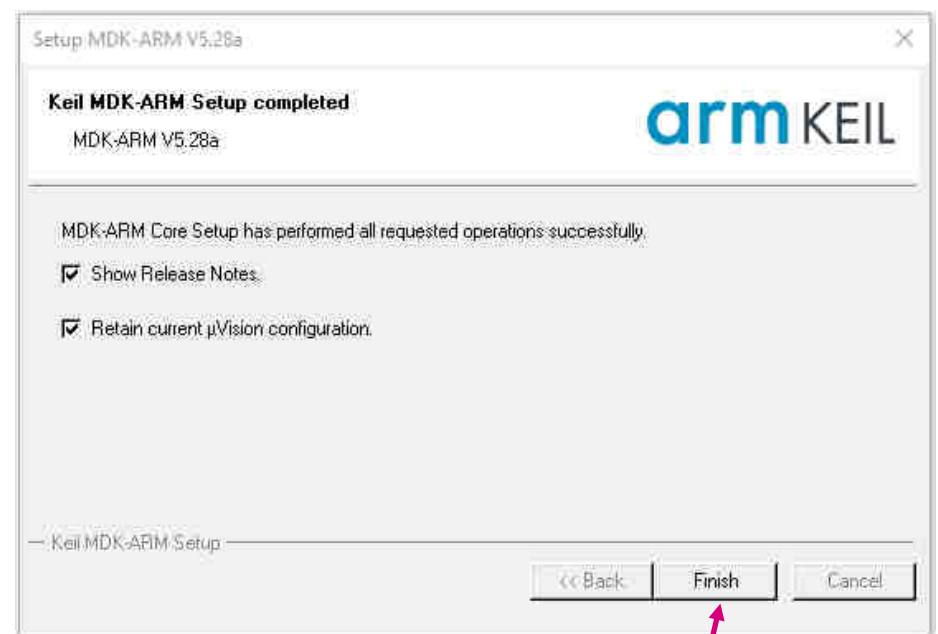 Setup MDK-ARM V5.28a
Keil MDK-ARM Setup completed
MDK-ARM V5.28a
arm KEIL
MDK-ARM Core Setup has performed all requested operations successfully.
Show Release Notes.
Retain current µVision configuration.
Keil MDK-ARM Setup
<< Back Finish Cancel